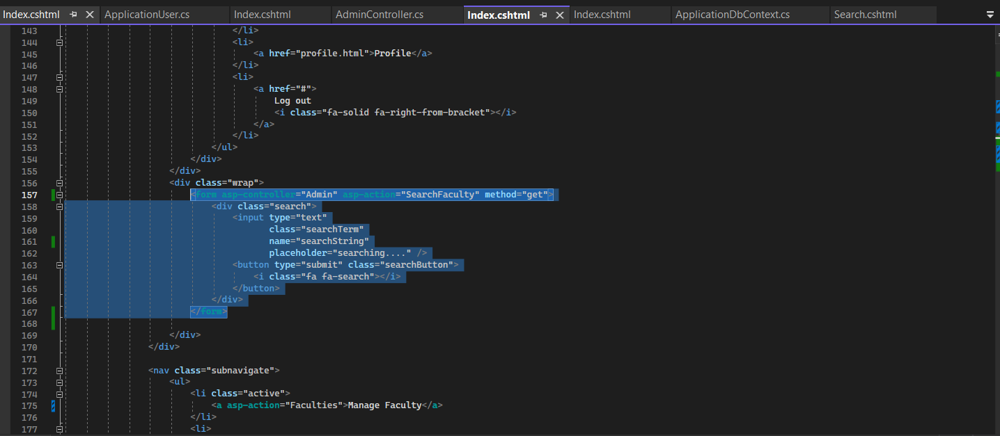 Index.cshtml ApplicationUser.cs Index.cshtml AdminController.cs Index.cshtml Index.cshtml ApplicationDbContext.cs Search.cshtml
143 </li>
144 <li>
145 <a href="profile.html">Profile</a>
146 </li>
147 <li>
148 <a href="#">
149 Log out
150 <i class="fa-solid fa-right-from-bracket"></i>
151 </a>
152 </li>
153 </ul>
154 </div>
155 </div>
156 <div class="wrap">
157 <form asp-controller="Admin" asp-action="SearchFaculty" method="get">
158 <div class="search">
159 <input type="text"
160 class="searchTerm"
161 name="searchString"
162 placeholder="searching...." />
163 <button type="submit" class="searchButton">
164 <i class="fa fa-search"></i>
165 </button>
166 </div>
167 </form>
168
169 </div>
170 </div>
171
172 <nav class="subnavigate">
173 <ul>
174 <li class="active">
175 <a asp-action="Faculties">Manage Faculty</a>
176 </li>
177 <li>